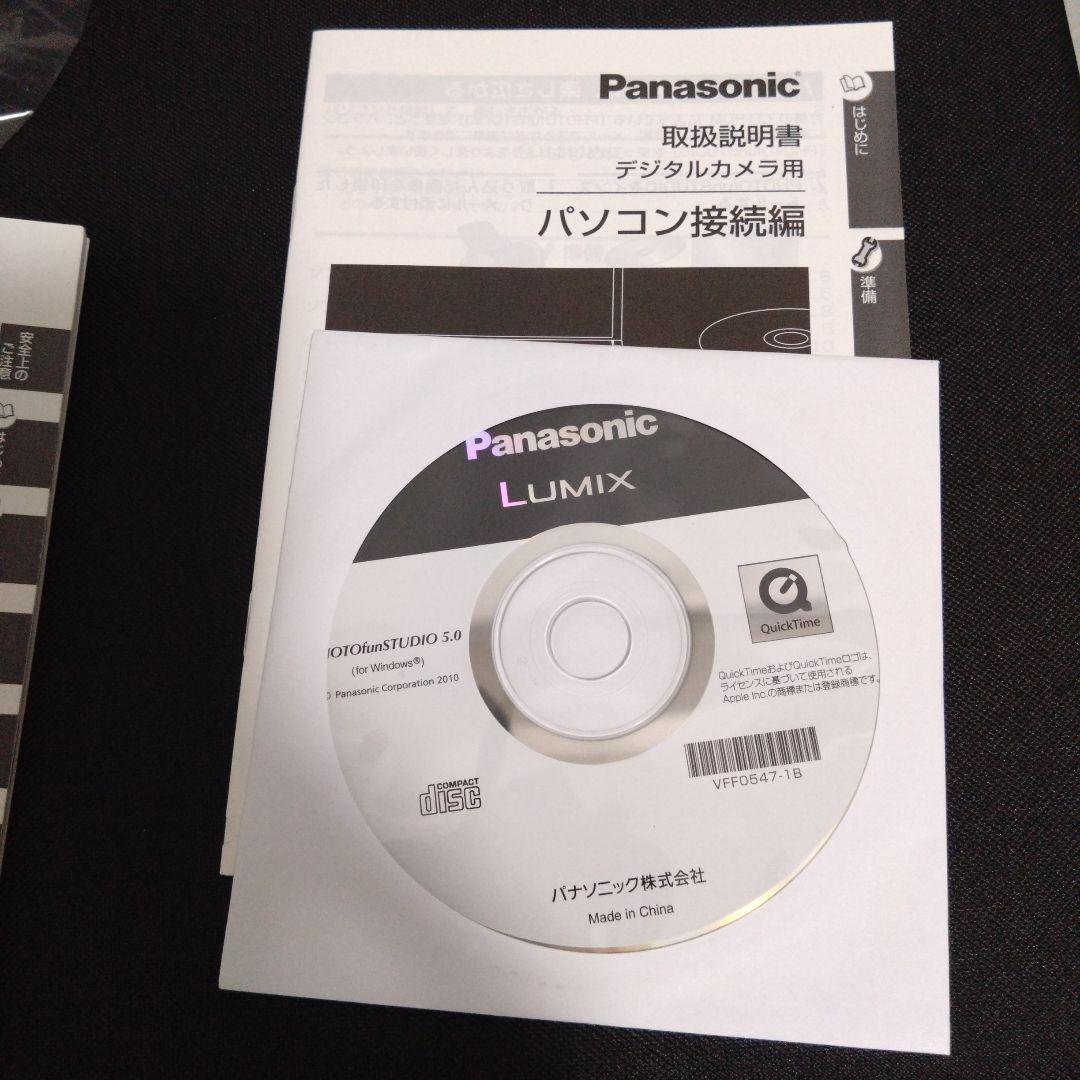 Panasonic
取扱説明書
デジタルカメラ用
パソコン接続編
はじめに
準備
安全上の
ご注意
Panasonic
LUMIX
OTOfunSTUDIO 5.0
(for Windows®)
Panasonic Corporation 2010
QuickTime
QuickTimeおよびQuickTimeロゴは、
ライセンスに基づいて使用される
Apple Inc.の商標または登録商標です。
VFF0547-1B
COMPACT
disc
パナソニック株式会社
Made in China